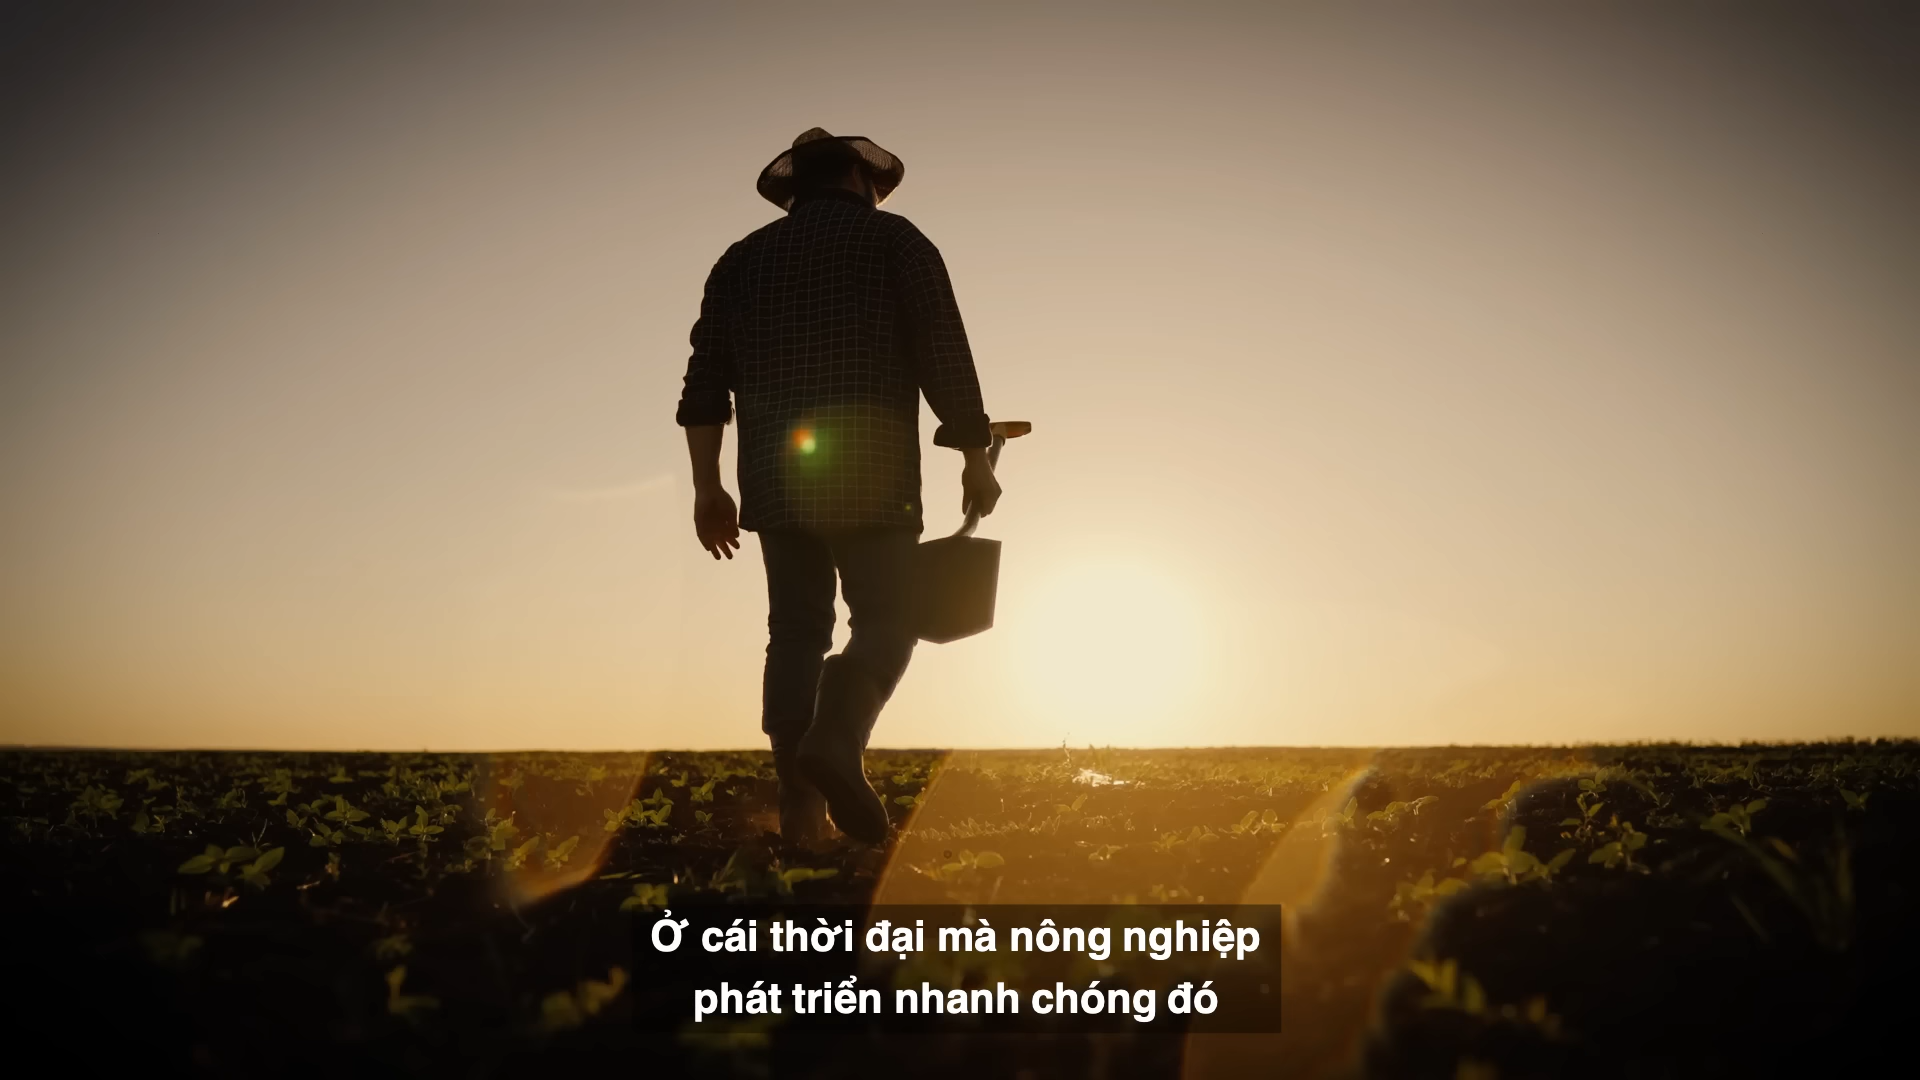 Ở cái thời đại mà nông nghiệp
phát triển nhanh chóng đó